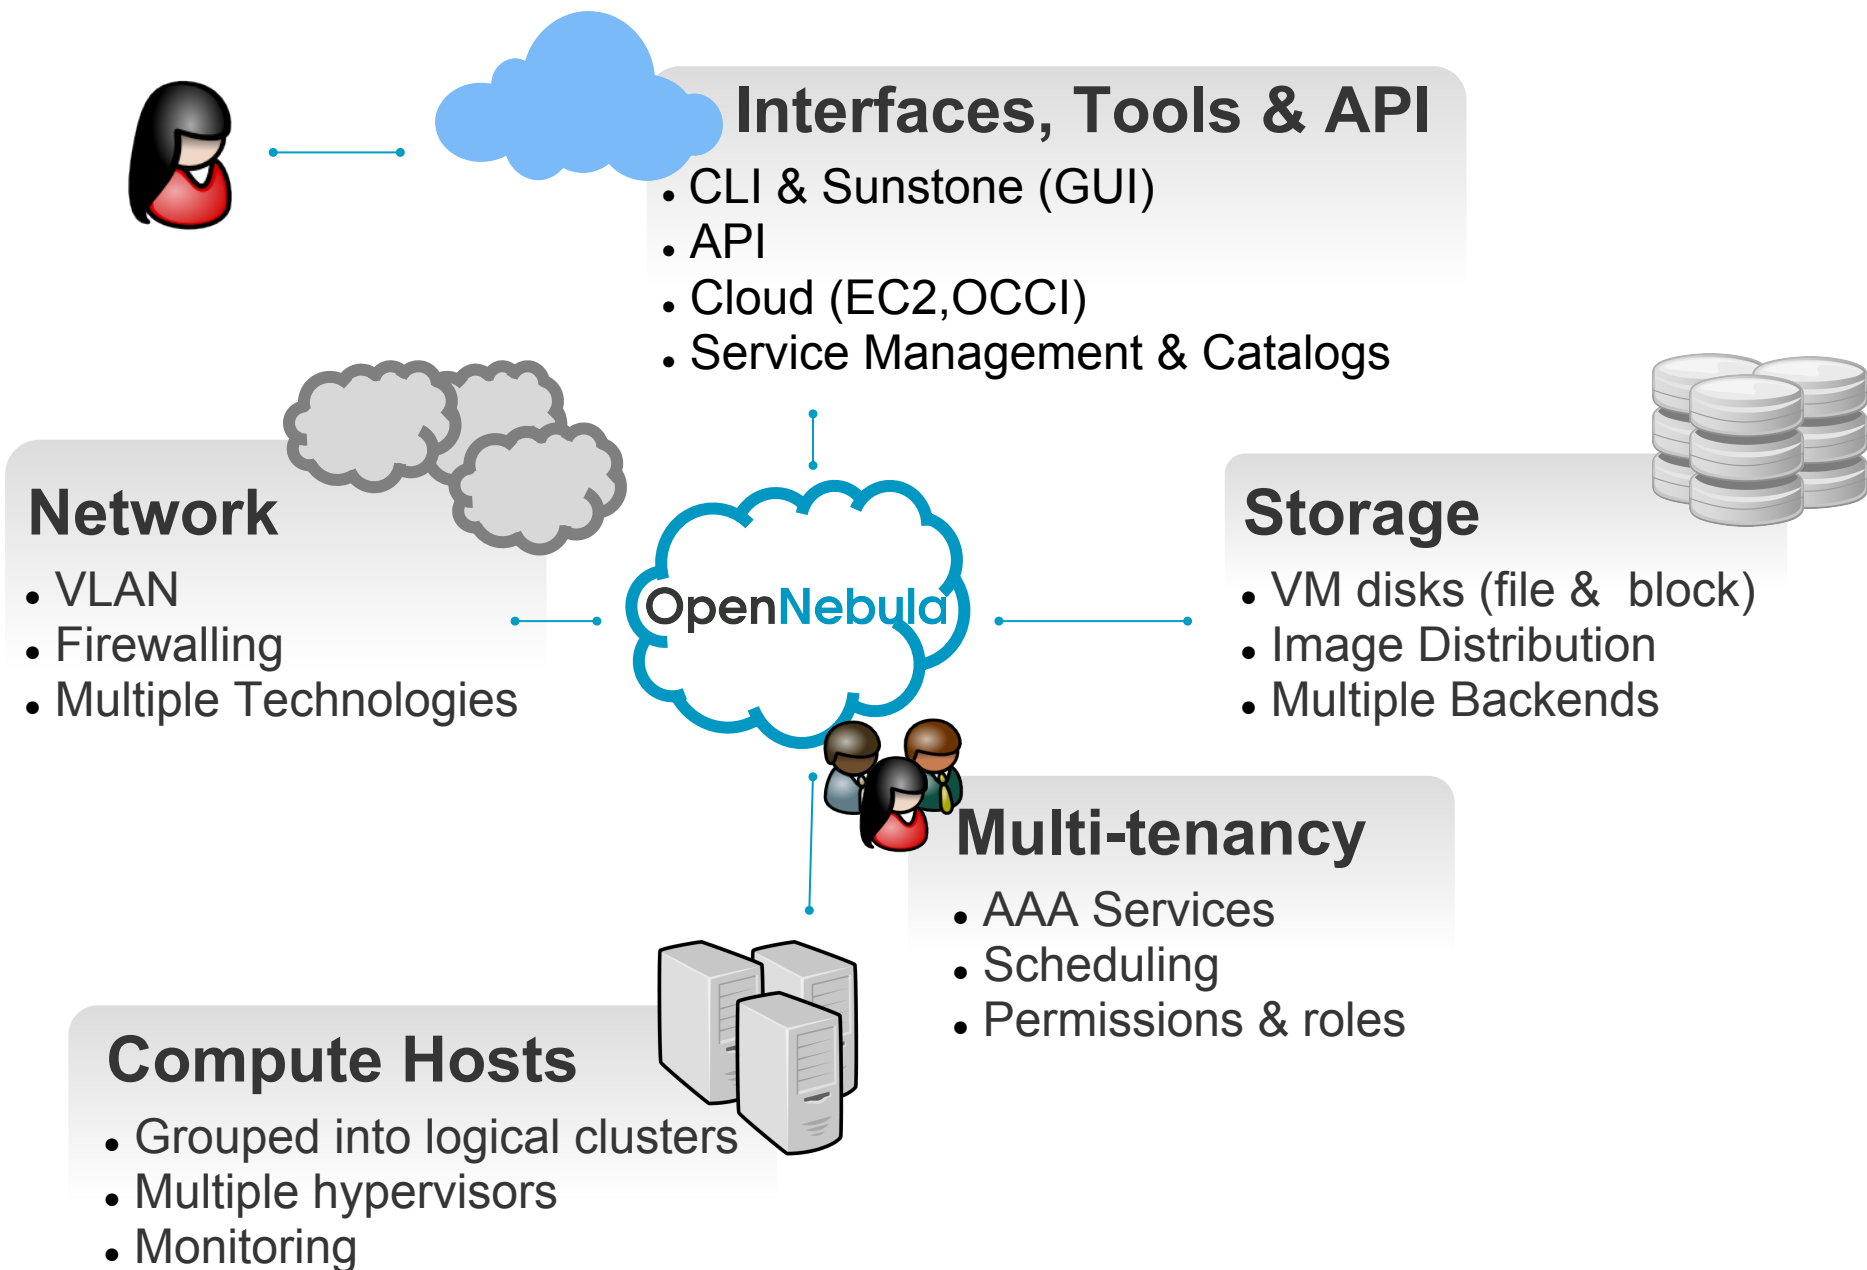 Interfaces, Tools & API
• CLI & Sunstone (GUI)
• API
• Cloud (EC2,OCCI)
• Service Management & Catalogs
Network
• VLAN
• Firewalling
• Multiple Technologies
OpenNebula
Storage
• VM disks (file &  block)
• Image Distribution
• Multiple Backends
Multi-tenancy
• AAA Services
• Scheduling
• Permissions & roles
Compute Hosts
• Grouped into logical clusters
• Multiple hypervisors
• Monitoring